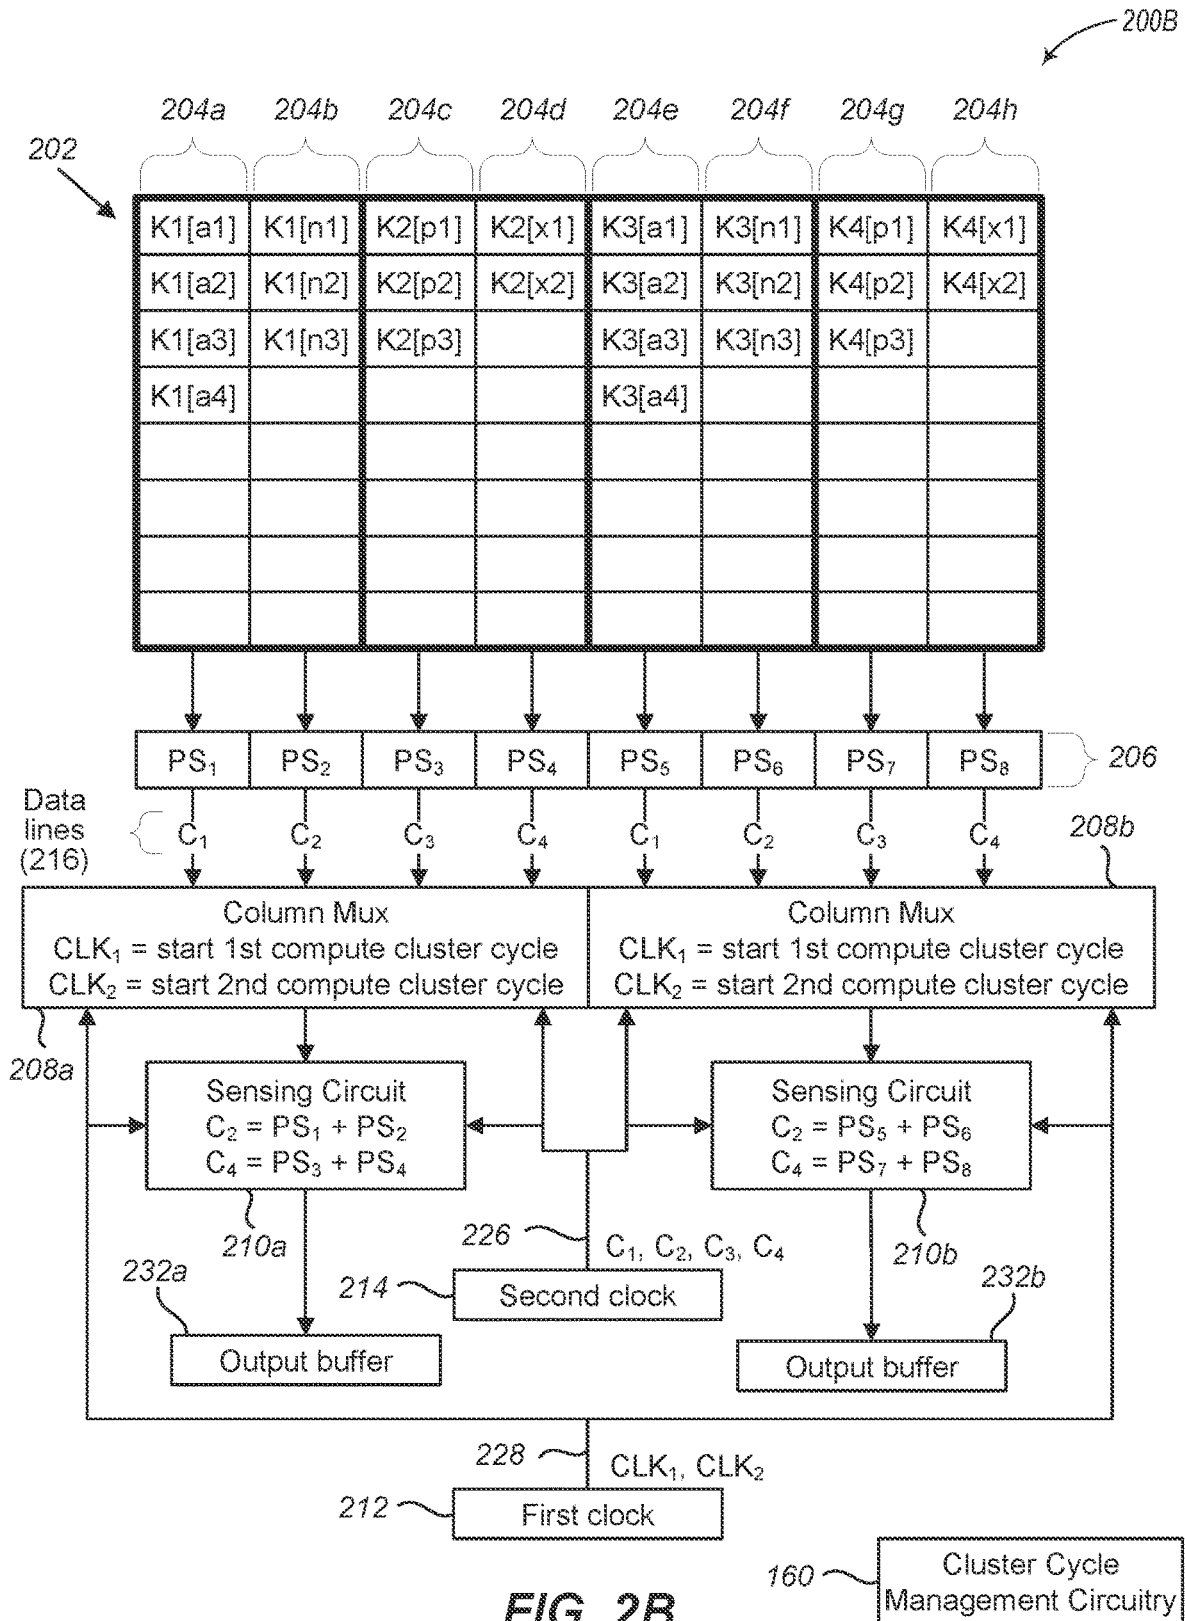 200B
204a 204b 204c 204d 204e 204f 204g 204h
202
K1[a1] K1[n1] K2[p1] K2[x1] K3[a1] K3[n1] K4[p1] K4[x1]
K1[a2] K1[n2] K2[p2] K2[x2] K3[a2] K3[n2] K4[p2] K4[x2]
K1[a3] K1[n3] K2[p3] K3[a3] K3[n3] K4[p3]
K1[a4] K3[a4]
PS₁ PS₂ PS₃ PS₄ PS₅ PS₆ PS₇ PS₈
206
Data
lines
(216)
C₁ C₂ C₃ C₄ C₁ C₂ C₃ C₄
208b
Column Mux
CLK₁ = start 1st compute cluster cycle
CLK₂ = start 2nd compute cluster cycle
Column Mux
CLK₁ = start 1st compute cluster cycle
CLK₂ = start 2nd compute cluster cycle
208a
Sensing Circuit
C₂ = PS₁ + PS₂
C₄ = PS₃ + PS₄
Sensing Circuit
C₂ = PS₅ + PS₆
C₄ = PS₇ + PS₈
210a
226
C₁, C₂, C₃, C₄
210b
232a
214
Second clock
232b
Output buffer
Output buffer
228
CLK₁, CLK₂
212
First clock
160
Cluster Cycle
Management Circuitry
FIG. 2B